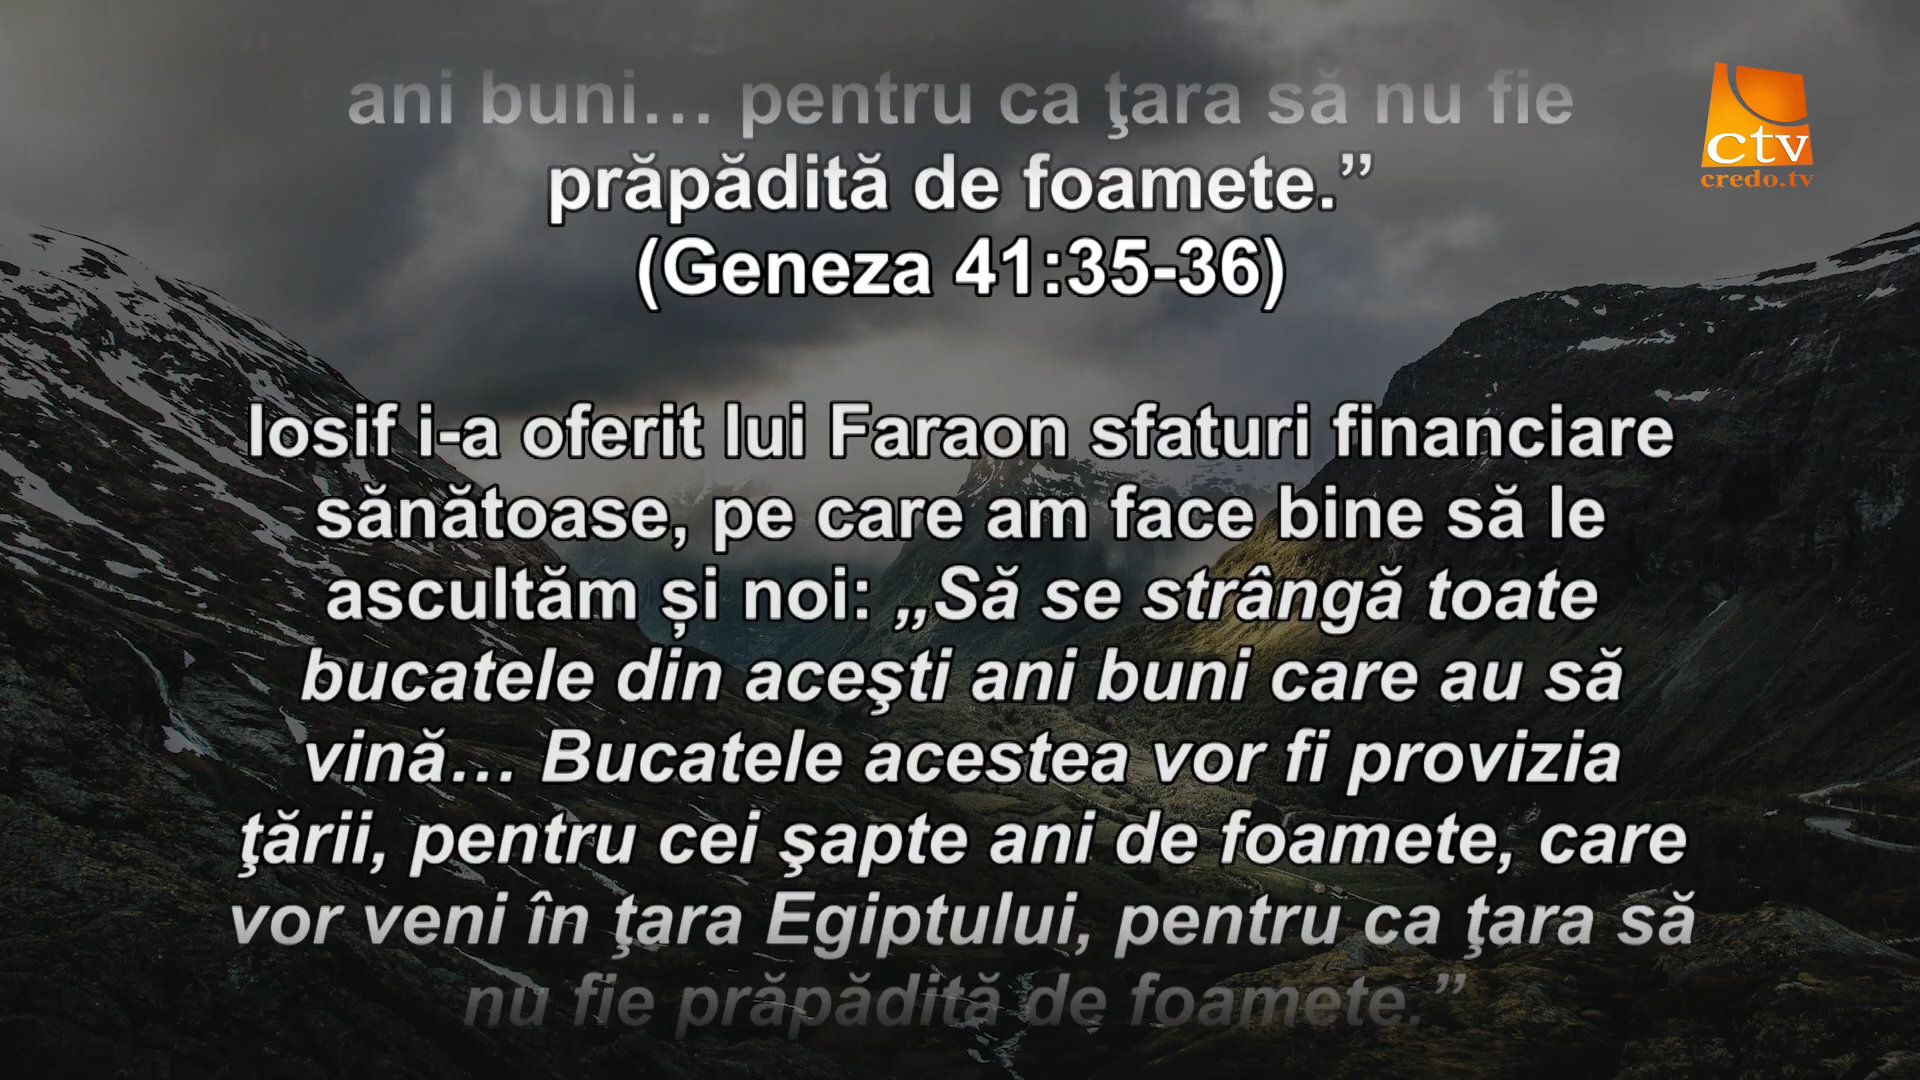 ani buni… pentru ca ţara să nu fie
prăpădită de foamete.”
(Geneza 41:35-36)
Iosif i-a oferit lui Faraon sfaturi financiare
sănătoase, pe care am face bine să le
ascultăm și noi: „Să se strângă toate
bucatele din aceşti ani buni care au să
vină… Bucatele acestea vor fi provizia
ţării, pentru cei şapte ani de foamete, care
vor veni în ţara Egiptului, pentru ca ţara să
nu fie prăpădită de foamete.”
ctv
credo.tv